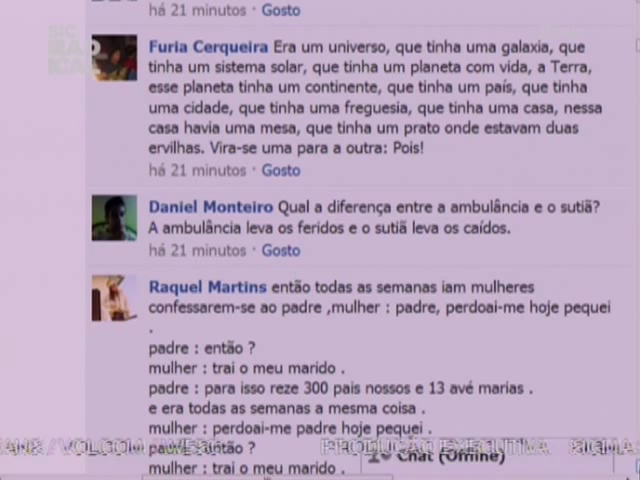 há 21 minutos · Gosto
SIC RADICAL
Furia Cerqueira Era um universo, que tinha uma galaxia, que
tinha um sistema solar, que tinha um planeta com vida, a Terra,
esse planeta tinha um continente, que tinha um país, que tinha
uma cidade, que tinha uma freguesia, que tinha uma casa, nessa
casa havia uma mesa, que tinha um prato onde estavam duas
ervilhas. Vira-se uma para a outra: Pois!
há 21 minutos · Gosto
Daniel Monteiro Qual a diferença entre a ambulância e o sutiã?
A ambulância leva os feridos e o sutiã leva os caídos.
há 21 minutos · Gosto
Raquel Martins então todas as semanas iam mulheres
confessarem-se ao padre ,mulher : padre, perdoai-me hoje pequei
.
padre : então ?
mulher : trai o meu marido .
padre : para isso reze 300 pais nossos e 13 avé marias .
e era todas as semanas a mesma coisa .
mulher : perdoai-me padre hoje pequei .
PRODUÇÃO EXECUTIVA
padre : então ?
Chat (Offline)
mulher : trai o meu marido .